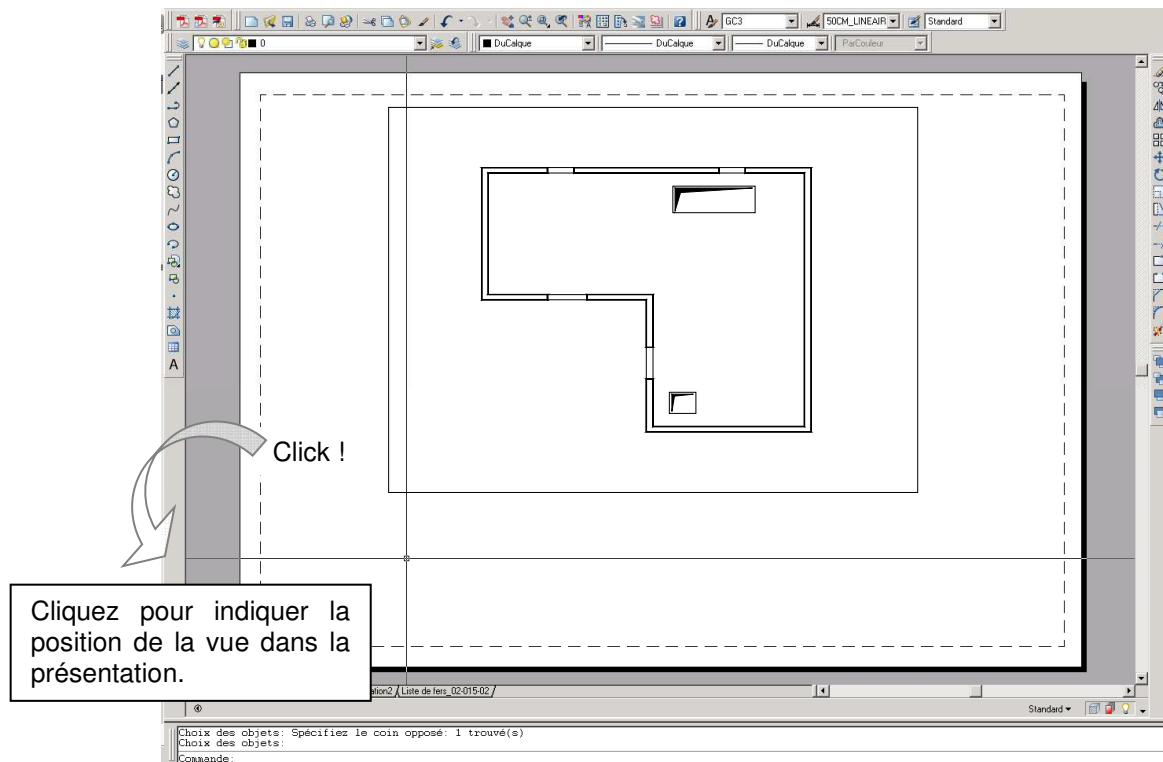 GC3
50CM_LINEAIR
Standard
0
DuCalque
DuCalque
DuCalque
ParCouleur
A
Click !
Cliquez pour indiquer la
position de la vue dans la
présentation.
ation2 / Liste de fers_02-015-02 /
Standard
Choix des objets: Spécifiez le coin opposé: 1 trouvé(s)
Choix des objets:
Commande: